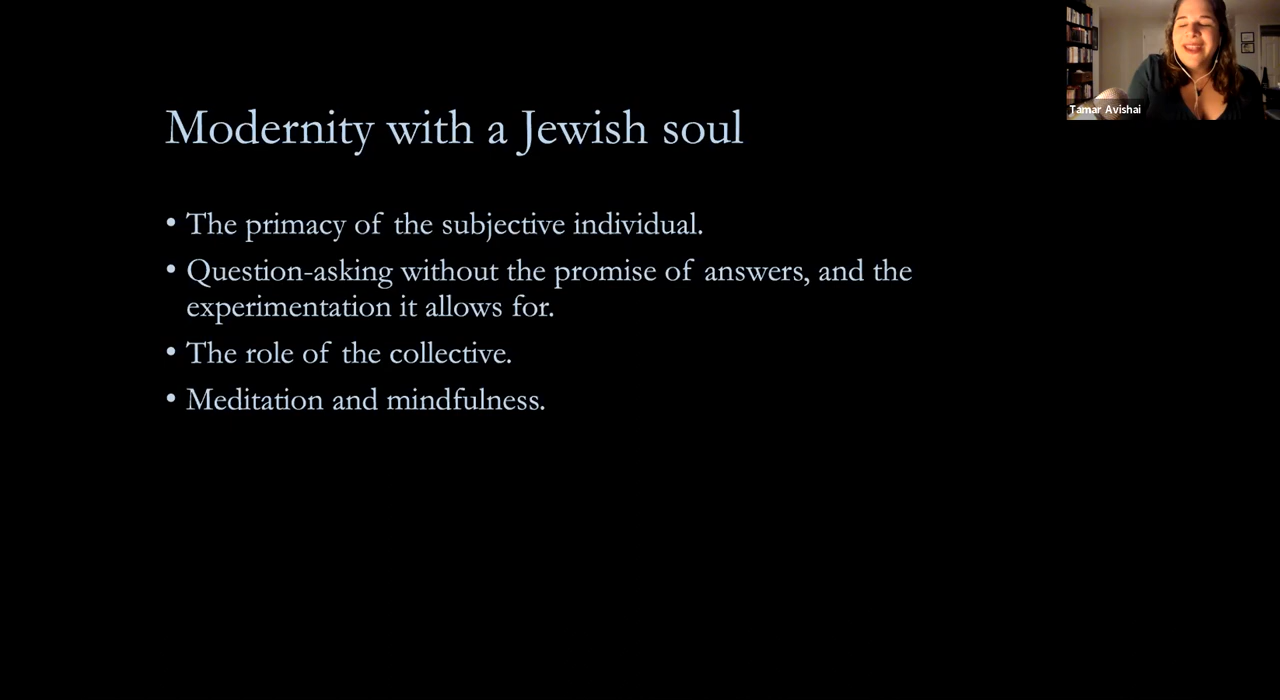 Modernity with a Jewish soul
• The primacy of the subjective individual.
• Question-asking without the promise of answers, and the
experimentation it allows for.
• The role of the collective.
• Meditation and mindfulness.
Tamar Avishai